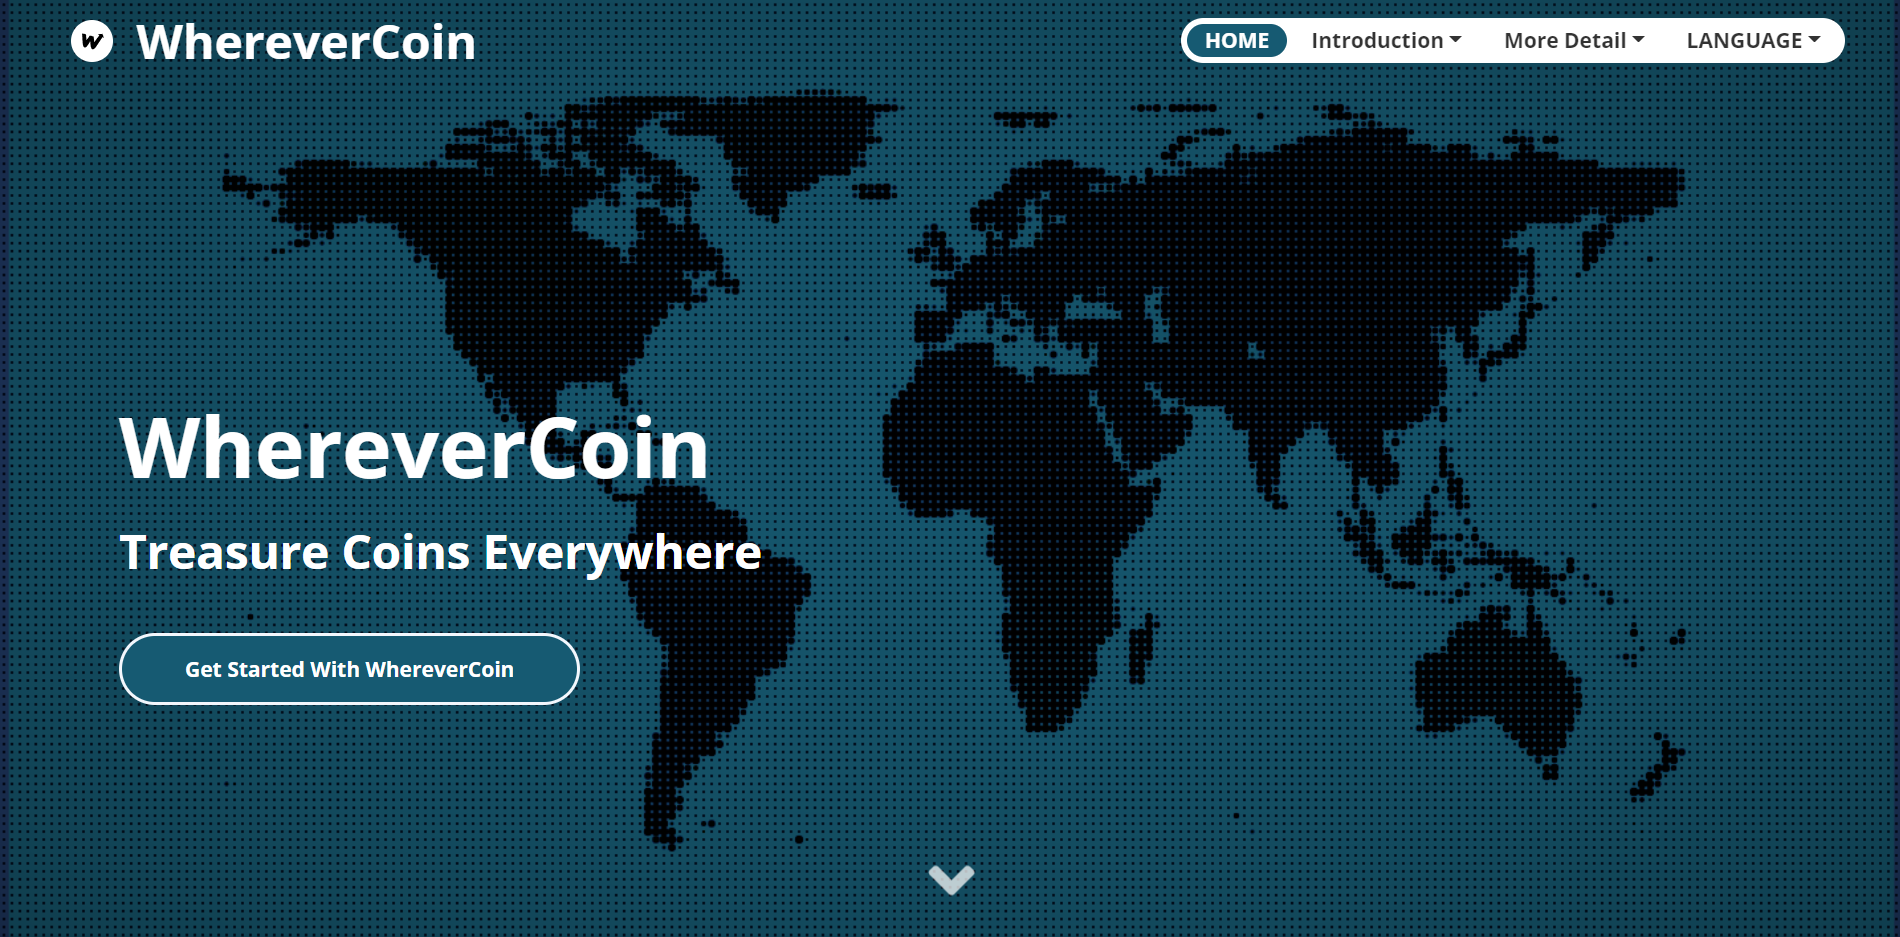 W WhereverCoin
HOME Introduction More Detail LANGUAGE
WhereverCoin
Treasure Coins Everywhere
Get Started With WhereverCoin